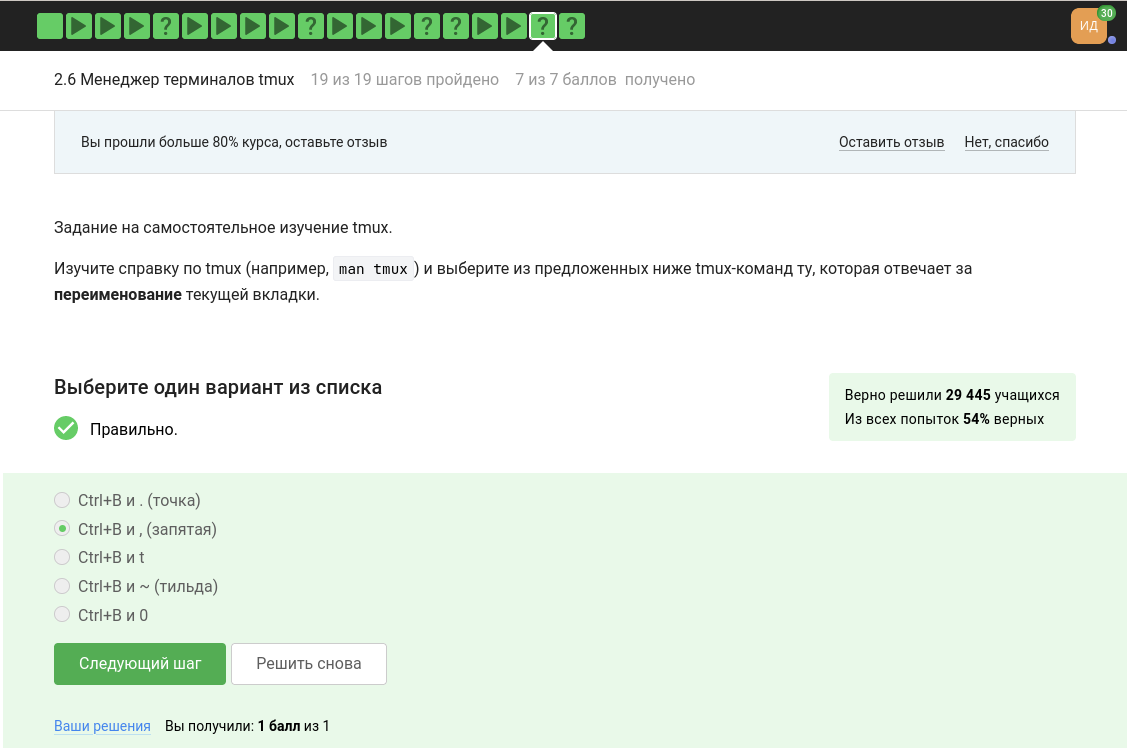 ? ? ? ? ? ?
ИД 30
2.6 Менеджер терминалов tmux 19 из 19 шагов пройдено 7 из 7 баллов получено
Вы прошли больше 80% курса, оставьте отзыв Оставить отзыв Нет, спасибо
Задание на самостоятельное изучение tmux.
Изучите справку по tmux (например, man tmux ) и выберите из предложенных ниже tmux-команд ту, которая отвечает за
переименование текущей вкладки.
Выберите один вариант из списка
Правильно.
Верно решили 29 445 учащихся
Из всех попыток 54% верных
Ctrl+B и . (точка)
Ctrl+B и , (запятая)
Ctrl+B и t
Ctrl+B и ~ (тильда)
Ctrl+B и 0
Следующий шаг Решить снова
Ваши решения Вы получили: 1 балл из 1